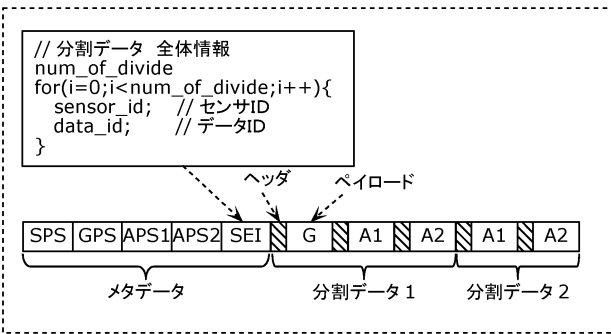 // 分割データ 全体情報
num_of_divide
for(i=0;i<num_of_divide;i++){
sensor_id; // センサID
data_id; // データID
}
ヘッダ
ペイロード
SPS GPS APS1 APS2 SEI G A1 A2 A1 A2
メタデータ 分割データ 1 分割データ 2